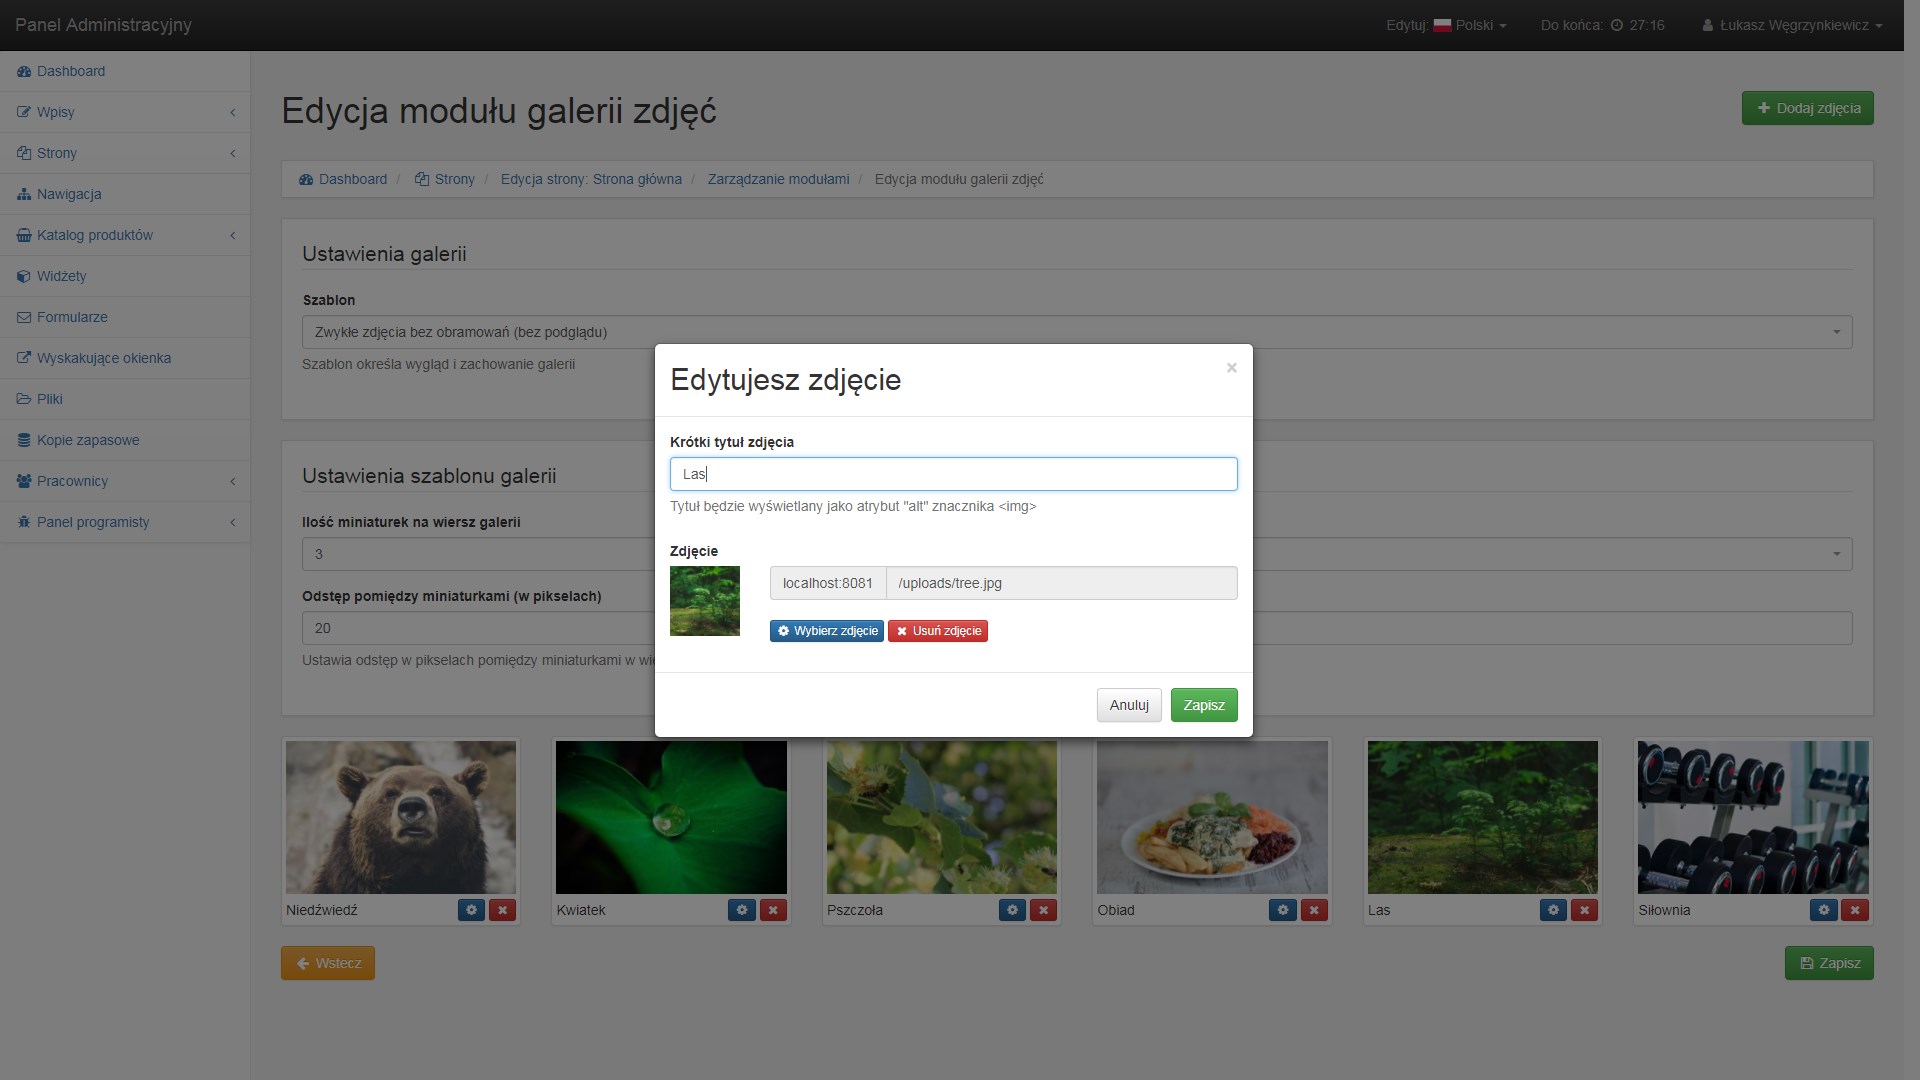 Panel Administracyjny
Edytuj: Polski
Do końca: 27:16
Łukasz Węgrzynkiewicz
Dashboard
Wpisy
Strony
Nawigacja
Katalog produktów
Widżety
Formularze
Wyskakujące okienka
Pliki
Kopie zapasowe
Pracownicy
Panel programisty
Edycja modułu galerii zdjęć
Dodaj zdjęcia
Dashboard / Strony / Edycja strony: Strona główna / Zarządzanie modułami / Edycja modułu galerii zdjęć
Ustawienia galerii
Szablon
Zwykłe zdjęcia bez obramowań (bez podglądu)
Szablon określa wygląd i zachowanie galerii
Ustawienia szablonu galerii
Ilość miniaturek na wiersz galerii
3
Odstęp pomiędzy miniaturkami (w pikselach)
20
Ustawia odstęp w pikselach pomiędzy miniaturkami w
Edytujesz zdjęcie
×
Krótki tytuł zdjęcia
Las
Tytuł będzie wyświetlany jako atrybut "alt" znacznika <img>
Zdjęcie
localhost:8081 /uploads/tree.jpg
Wybierz zdjęcie
Usuń zdjęcie
Anuluj
Zapisz
Niedźwiedź
Kwiatek
Pszczoła
Obiad
Las
Siłownia
Wstecz
Zapisz